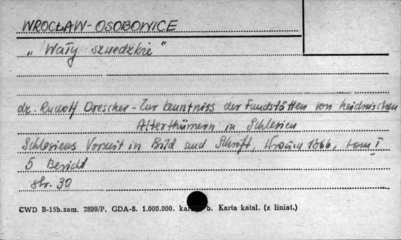 WROCŁAW-OSOBOWICE
„Wały szwedzkie"
dr. Rudolf Drescher - Zur kenntniss der Fundstätten von heidnischen
Alterthümern in Schlesien
Schlesiens Vorzeit in Bild und Schrift, Wrocław 1866, tom I
5 Bericht
str. 30
CWD B-15b.zam. 2899/P. GDA-8. 1.000.000. b. Karta katal. (z liniat.)